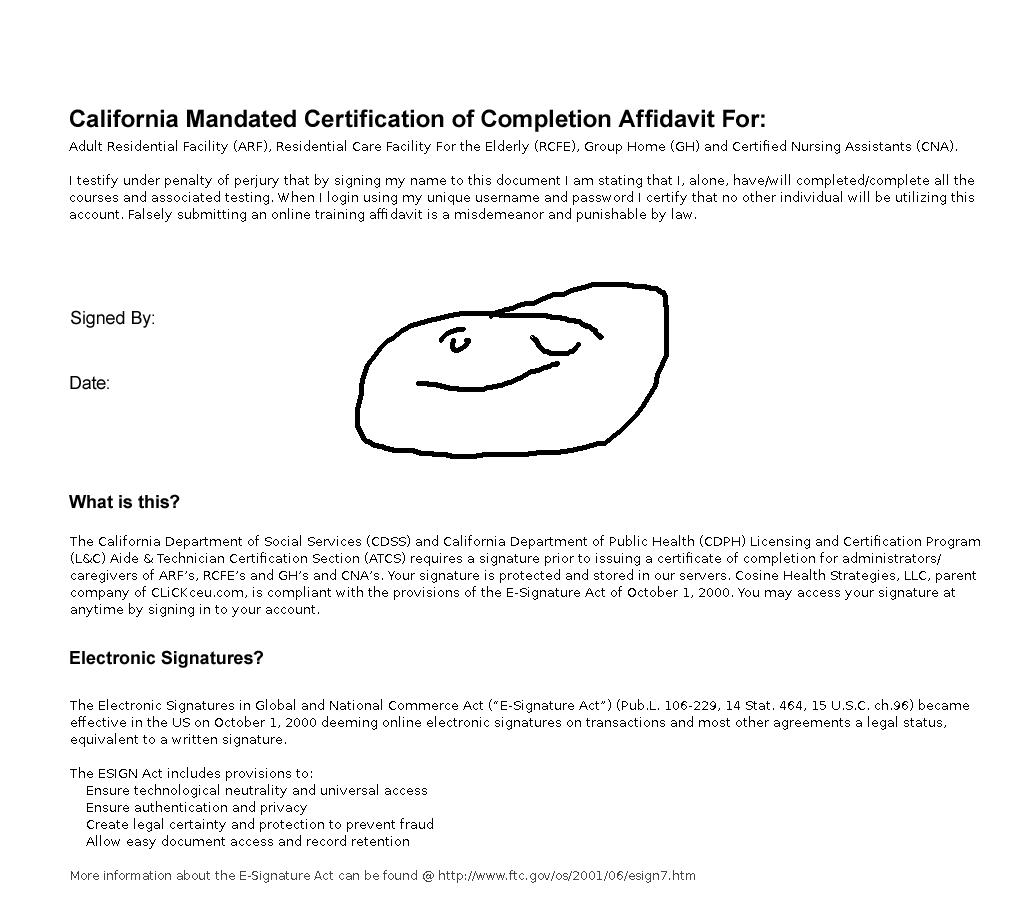 California Mandated Certification of Completion Affidavit For:
Adult Residential Facility (ARF), Residential Care Facility For the Elderly (RCFE), Group Home (GH) and Certified Nursing Assistants (CNA).
I testify under penalty of perjury that by signing my name to this document I am stating that I, alone, have/will completed/complete all the
courses and associated testing. When I login using my unique username and password I certify that no other individual will be utilizing this
account. Falsely submitting an online training affidavit is a misdemeanor and punishable by law.
Signed By:
Date:
What is this?
The California Department of Social Services (CDSS) and California Department of Public Health (CDPH) Licensing and Certification Program
(L&C) Aide & Technician Certification Section (ATCS) requires a signature prior to issuing a certificate of completion for administrators/
caregivers of ARF's, RCFE's and GH's and CNA's. Your signature is protected and stored in our servers. Cosine Health Strategies, LLC, parent
company of CLiCKceu.com, is compliant with the provisions of the E-Signature Act of October 1, 2000. You may access your signature at
anytime by signing in to your account.
Electronic Signatures?
The Electronic Signatures in Global and National Commerce Act (“E-Signature Act”) (Pub.L. 106-229, 14 Stat. 464, 15 U.S.C. ch.96) became
effective in the US on October 1, 2000 deeming online electronic signatures on transactions and most other agreements a legal status,
equivalent to a written signature.
The ESIGN Act includes provisions to:
Ensure technological neutrality and universal access
Ensure authentication and privacy
Create legal certainty and protection to prevent fraud
Allow easy document access and record retention
More information about the E-Signature Act can be found @ http://www.ftc.gov/os/2001/06/esign7.htm